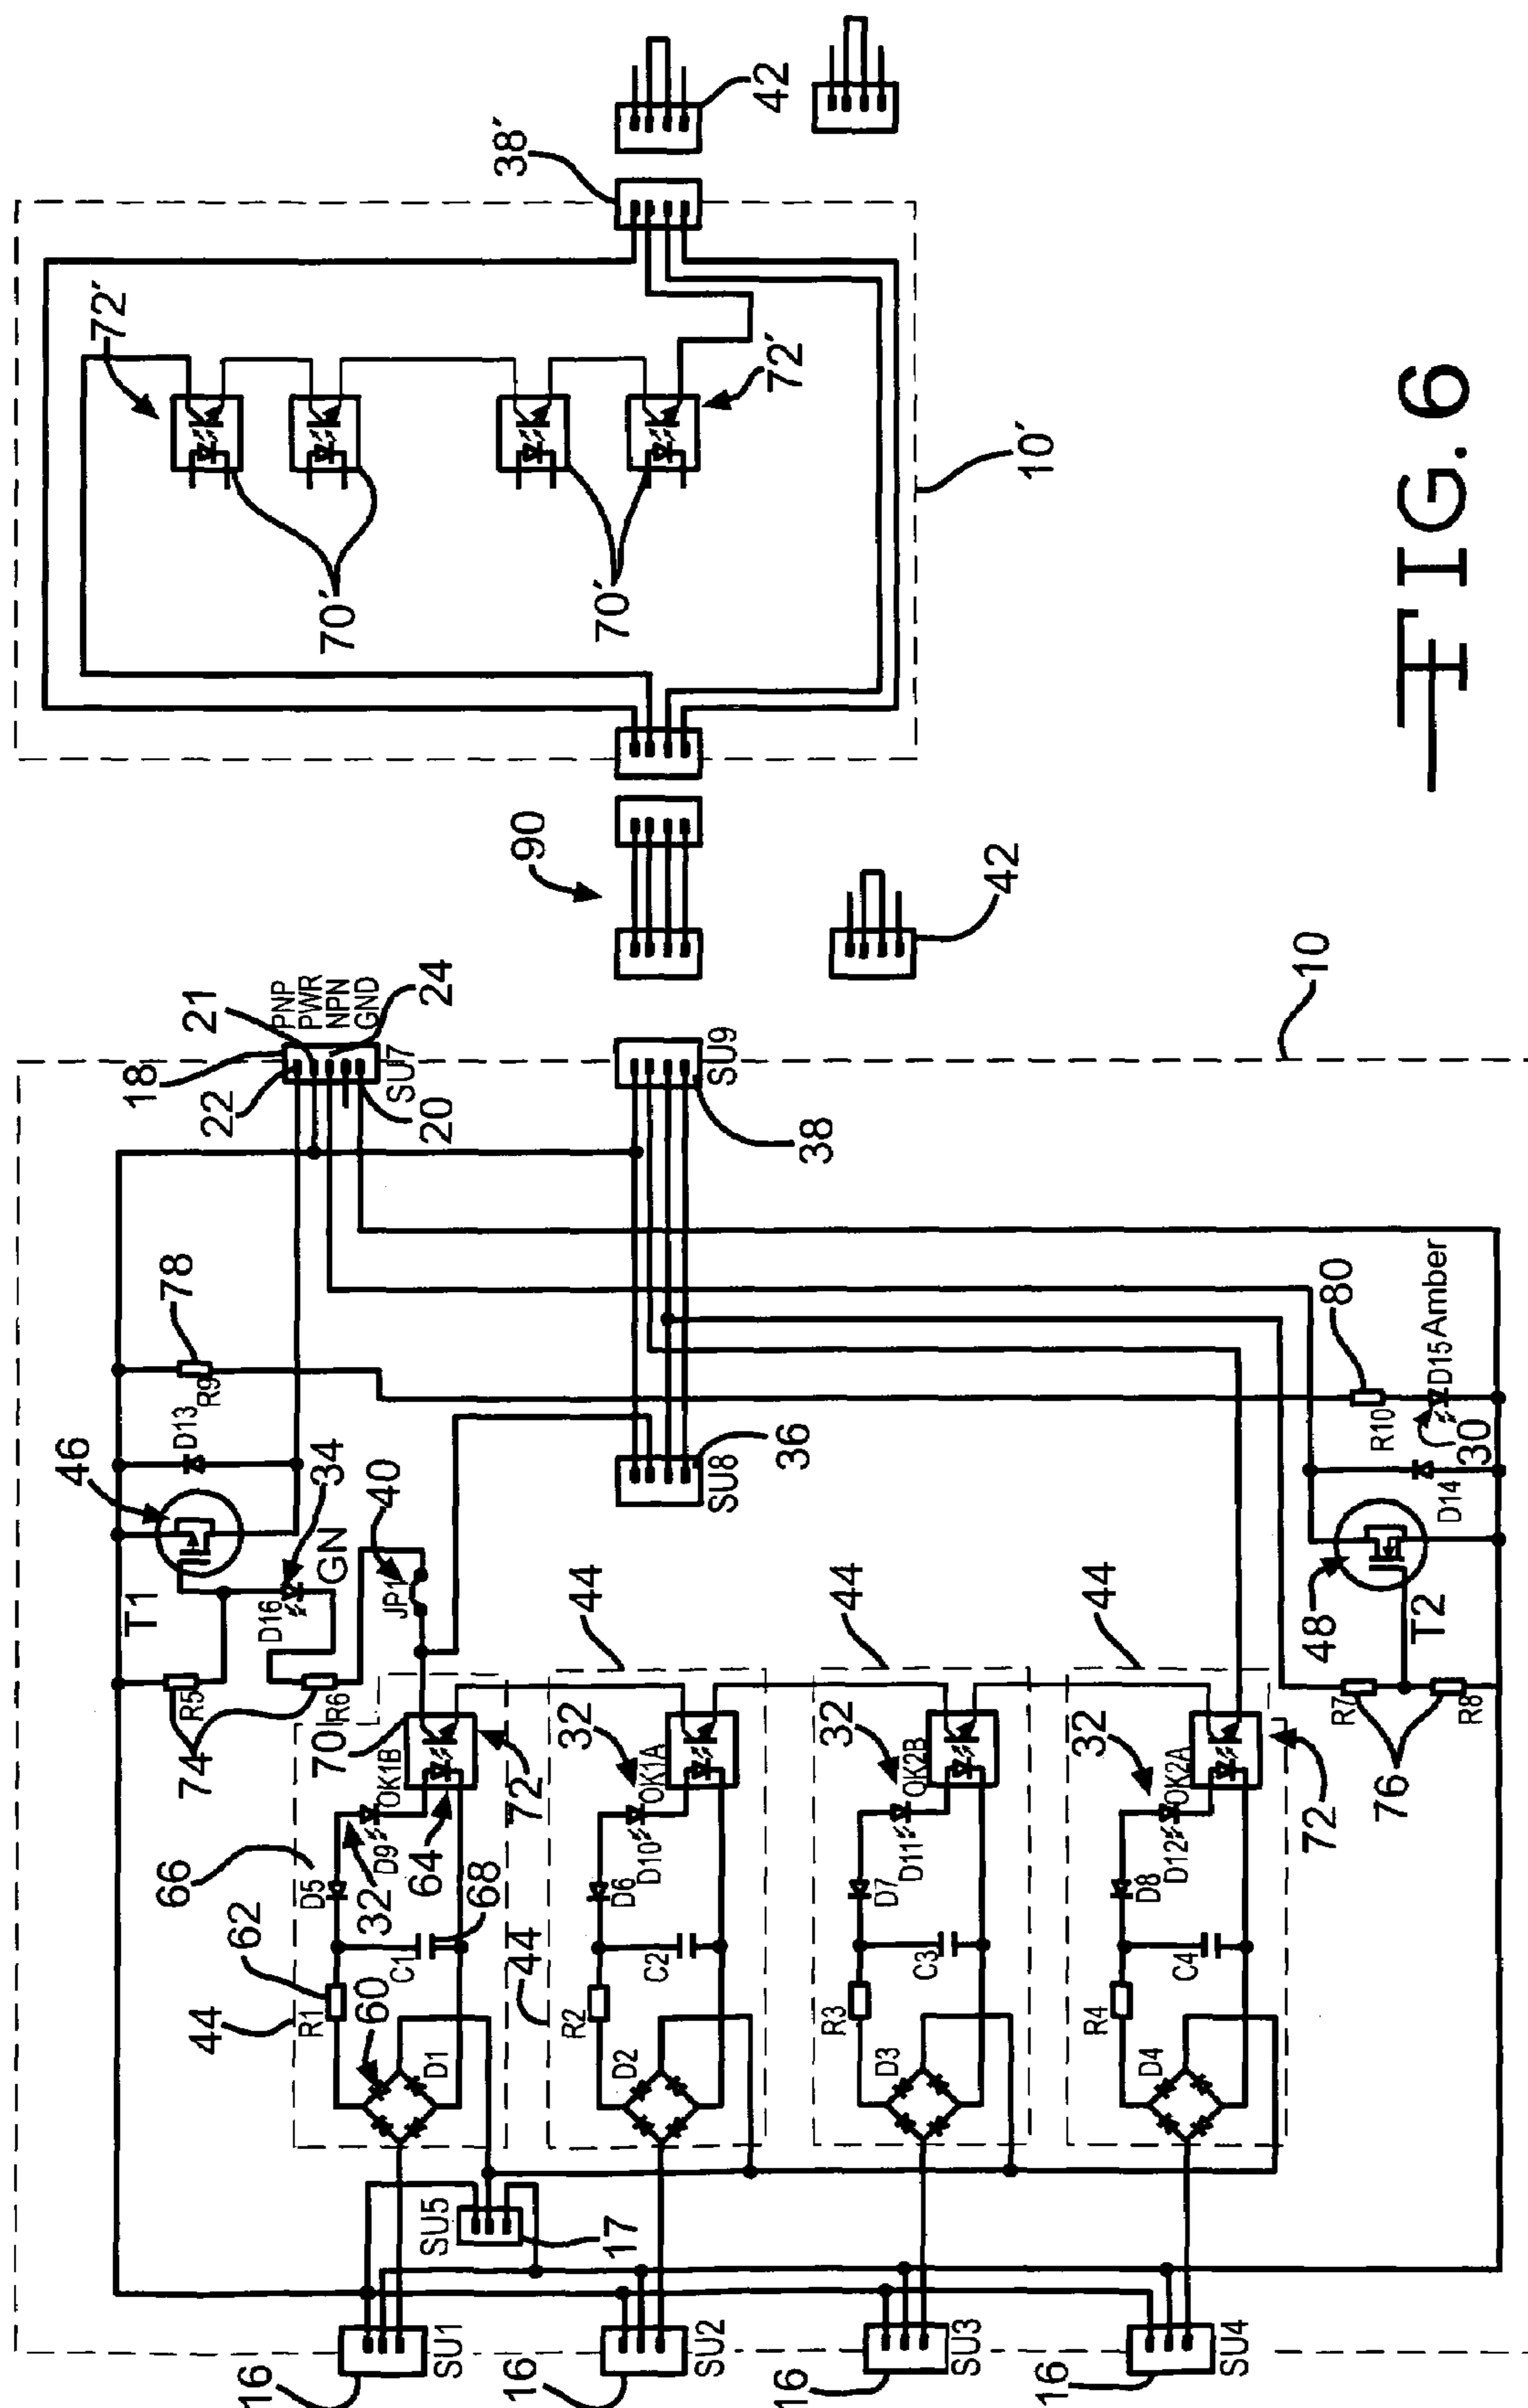 16
SU1
16
SU2
16
SU3
16
SU4
SU5
17
44
60
D1
62
R1
C1
68
66
D5
32
D9
64
OK1B
70
72
44
R2
D2
C2
D6
D10
32
OK1A
44
R3
D3
C3
D7
D11
32
OK2B
44
R4
D4
C4
D8
D12
32
OK2A
44
72
74
R5
R6
T1
D16
34
GN
46
D13
R9
78
40
JP1
SU8
36
76
R7
R8
T2
48
D14
30
D15
Amber
R10
80
18
22
21
20
24
SU7
PNP
PWR
NPN
GND
SU9
38
10
42
90
70′
70′
72′
72′
10′
38′
42
FIG. 6